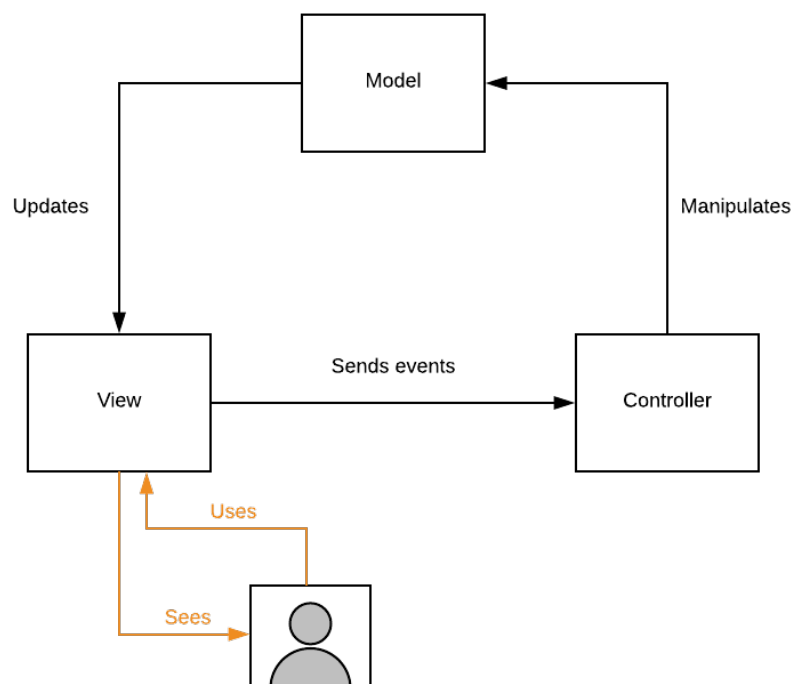 Model
Updates
Manipulates
Sends events
View
Controller
Uses
Sees